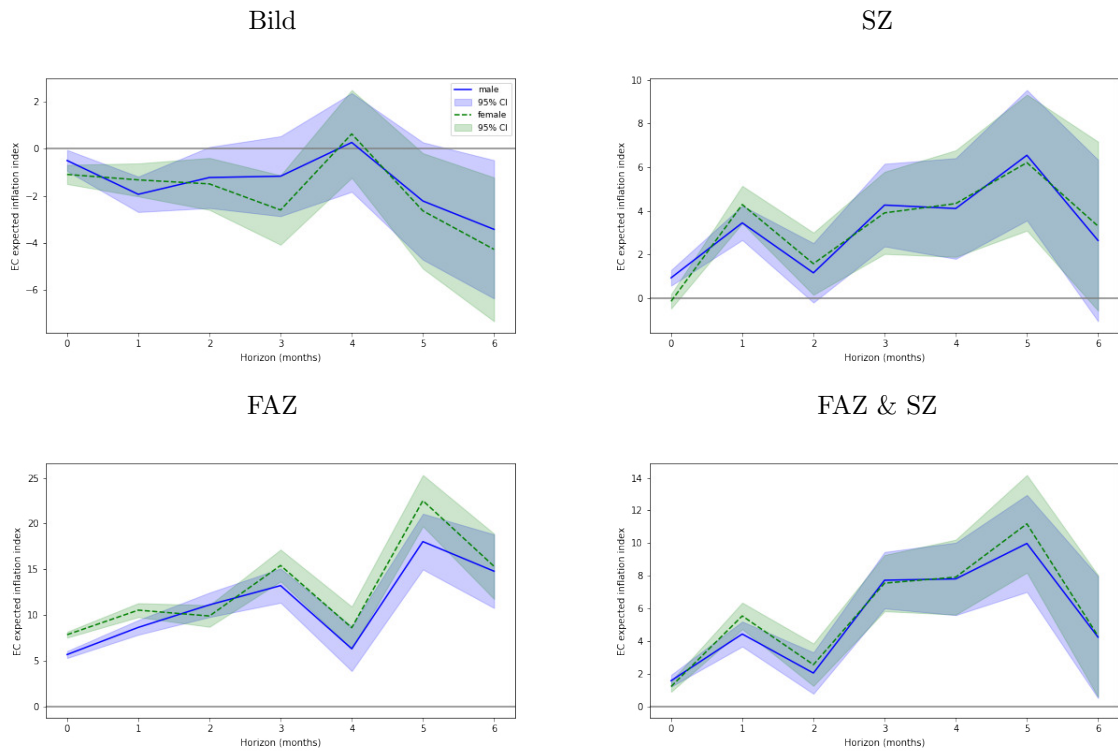 Bild
EC expected inflation index
2
0
−2
−4
−6
male
95% CI
female
95% CI
0 1 2 3 4 5 6
Horizon (months)
SZ
EC expected inflation index
10
8
6
4
2
0
0 1 2 3 4 5 6
Horizon (months)
FAZ
EC expected inflation index
25
20
15
10
5
0
0 1 2 3 4 5 6
Horizon (months)
FAZ & SZ
EC expected inflation index
14
12
10
8
6
4
2
0
0 1 2 3 4 5 6
Horizon (months)